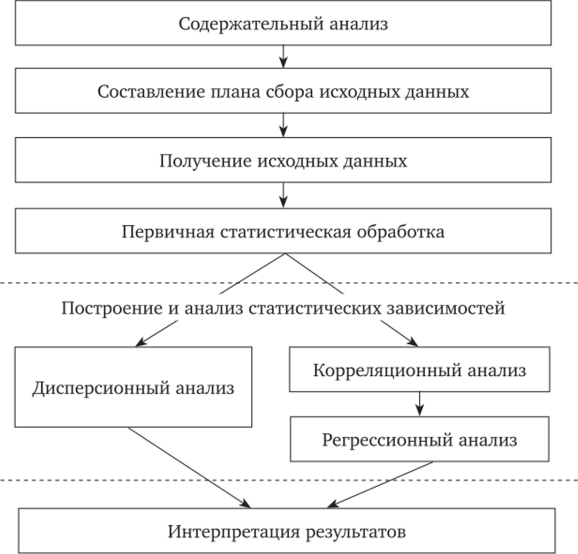 Содержательный анализ
Составление плана сбора исходных данных
Получение исходных данных
Первичная статистическая обработка
Построение и анализ статистических зависимостей
Дисперсионный анализ
Корреляционный анализ
Регрессионный анализ
Интерпретация результатов